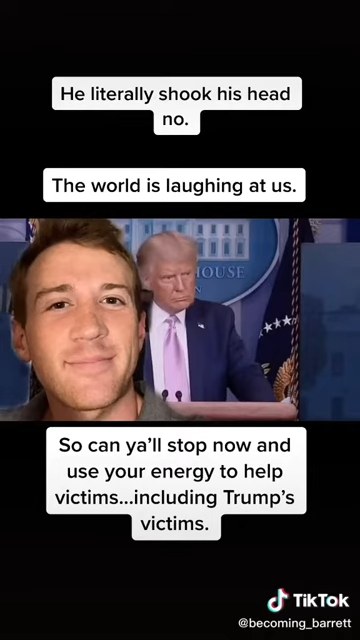 He literally shook his head
no.
The world is laughing at us.
HOUSE
So can ya'll stop now and
use your energy to help
victims...including Trump's
victims.
TikTok
@becoming_barrett